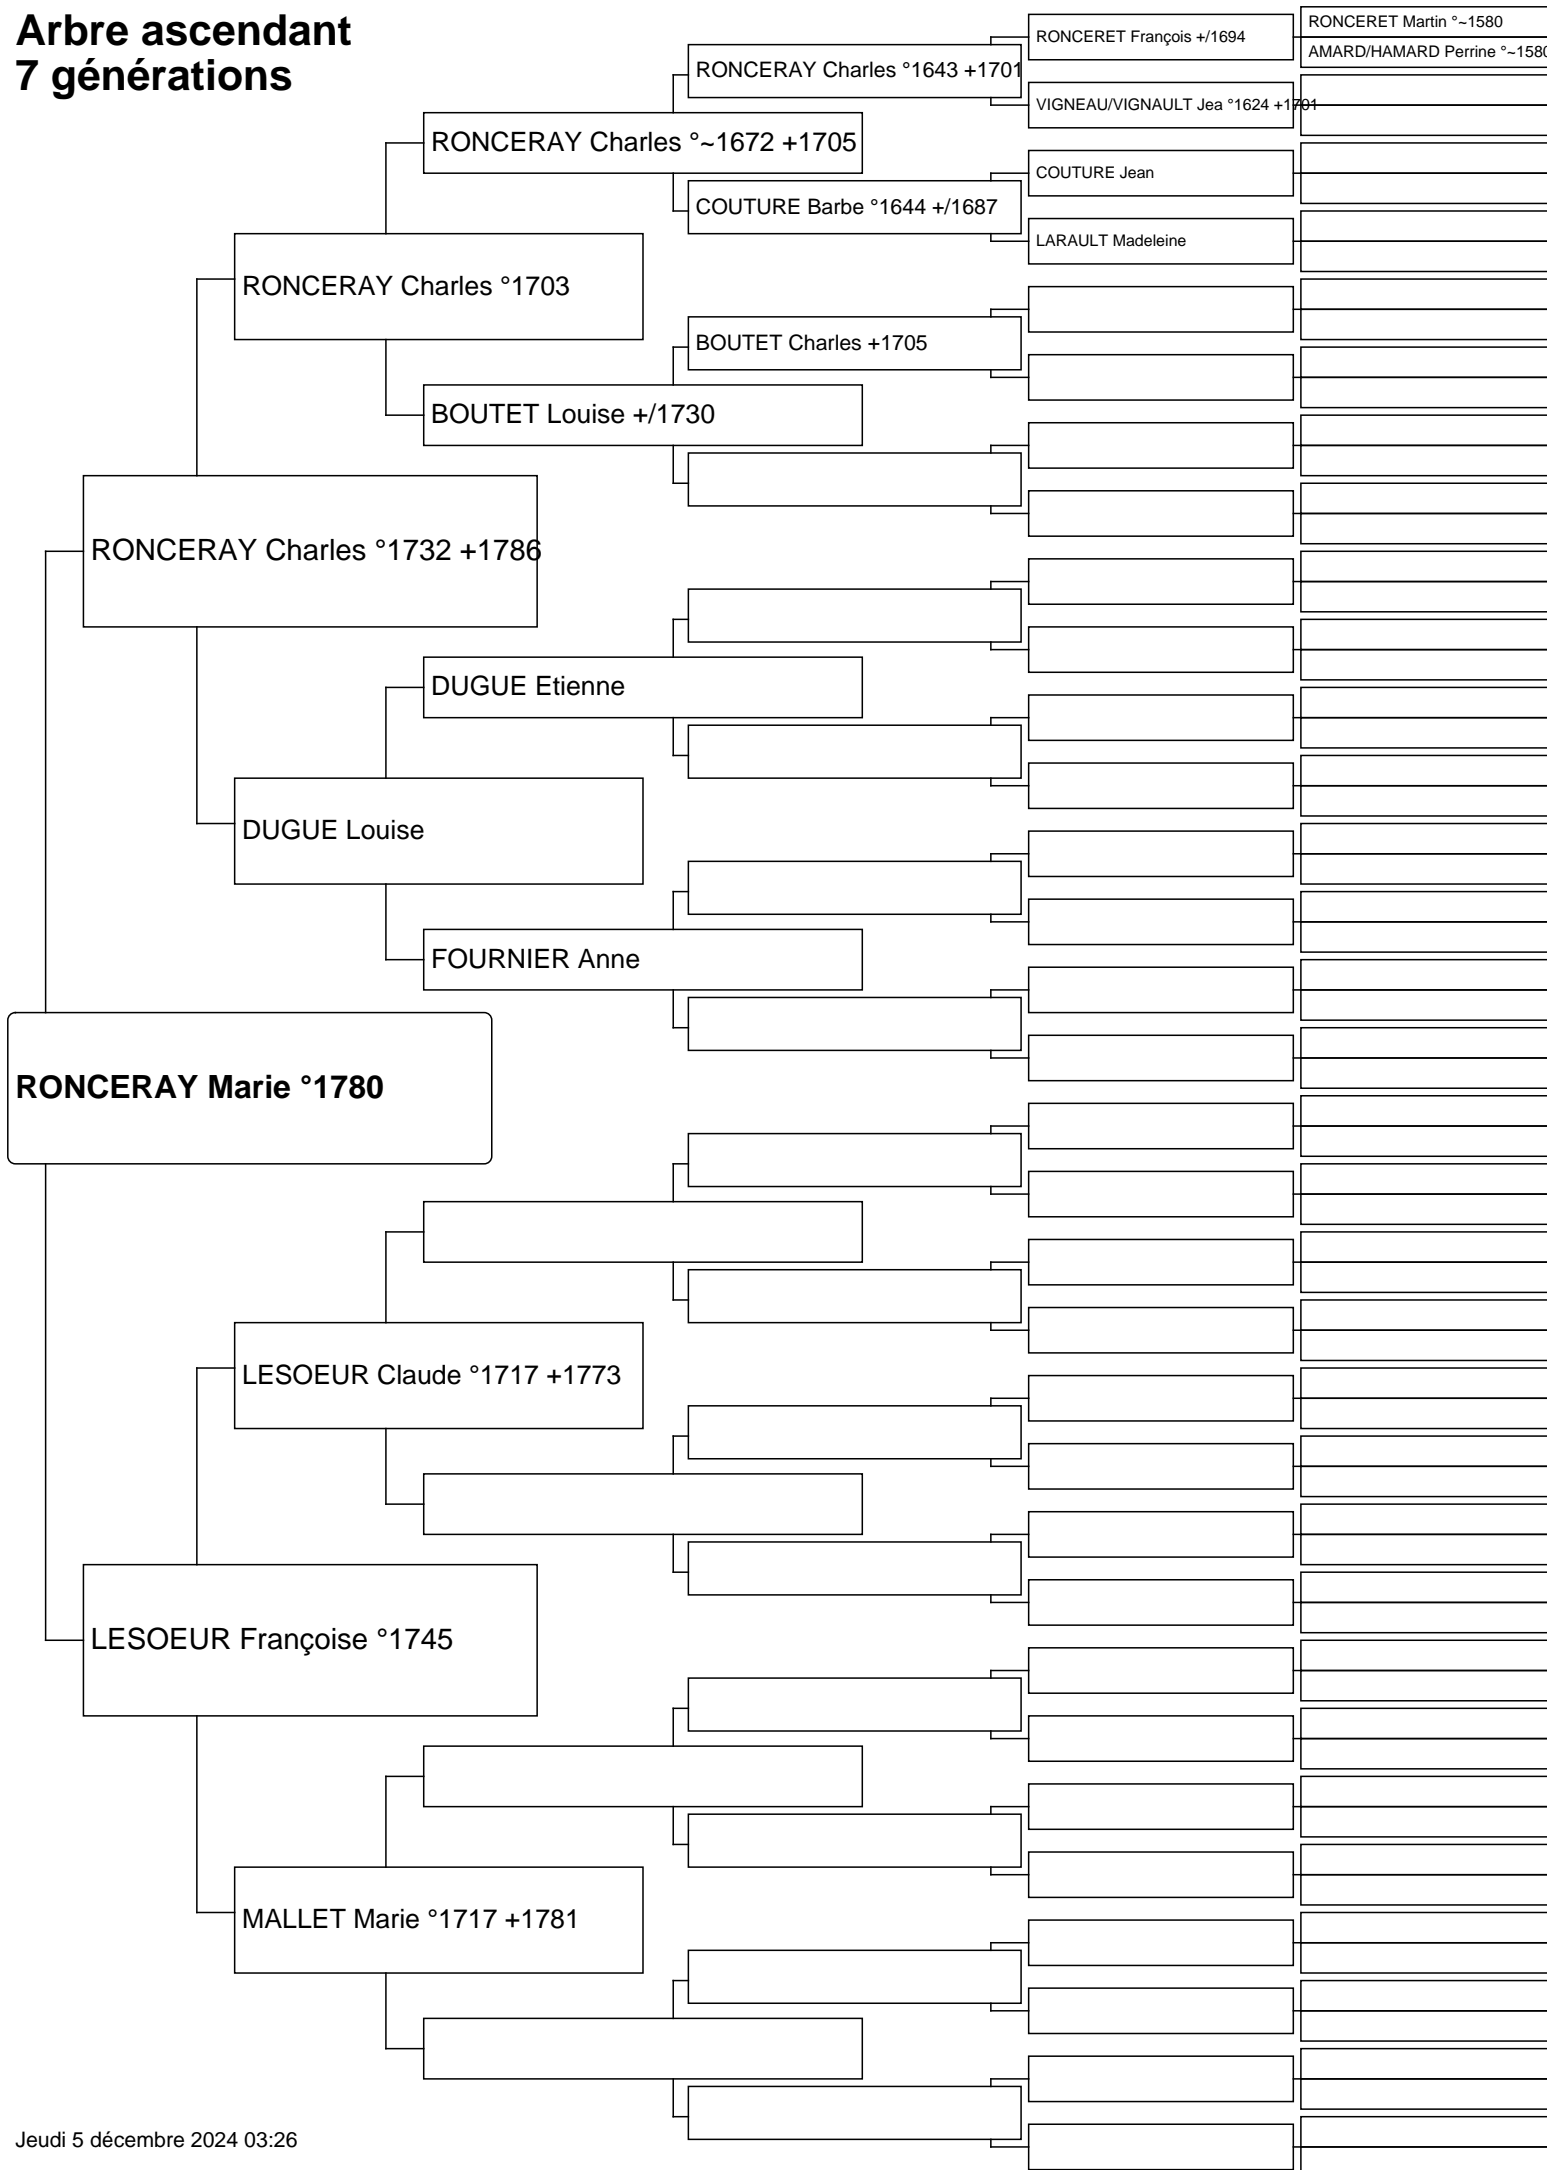 Arbre ascendant
7 générations
RONCERET Martin °~1580
RONCERET François +/1694
AMARD/HAMARD Perrine °~1580
RONCERAY Charles °1643 +1701
VIGNEAU/VIGNAULT Jea °1624 +1701
RONCERAY Charles °~1672 +1705
COUTURE Jean
COUTURE Barbe °1644 +/1687
LARAULT Madeleine
RONCERAY Charles °1703
BOUTET Charles +1705
BOUTET Louise +/1730
RONCERAY Charles °1732 +1786
DUGUE Etienne
DUGUE Louise
FOURNIER Anne
RONCERAY Marie °1780
LESOEUR Claude °1717 +1773
LESOEUR Françoise °1745
MALLET Marie °1717 +1781
Jeudi 5 décembre 2024 03:26